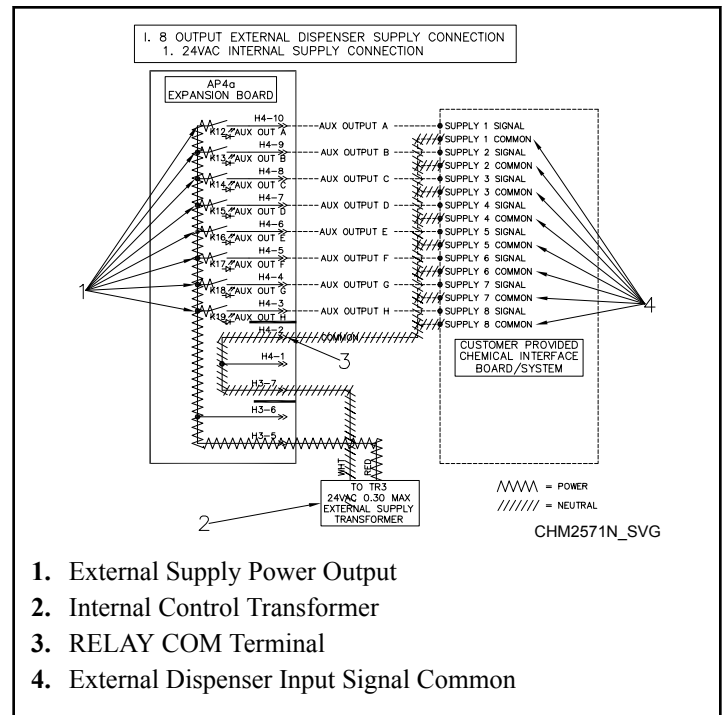 I. 8 OUTPUT EXTERNAL DISPENSER SUPPLY CONNECTION
1. 24VAC INTERNAL SUPPLY CONNECTION
AP4a
EXPANSION BOARD
H4-10
K12 AUX OUT A
AUX OUTPUT A
SUPPLY 1 SIGNAL
SUPPLY 1 COMMON
H4-9
K13 AUX OUT B
AUX OUTPUT B
SUPPLY 2 SIGNAL
SUPPLY 2 COMMON
H4-8
K14 AUX OUT C
AUX OUTPUT C
SUPPLY 3 SIGNAL
SUPPLY 3 COMMON
H4-7
K15 AUX OUT D
AUX OUTPUT D
SUPPLY 4 SIGNAL
SUPPLY 4 COMMON
H4-6
K16 AUX OUT E
AUX OUTPUT E
SUPPLY 5 SIGNAL
SUPPLY 5 COMMON
H4-5
K17 AUX OUT F
AUX OUTPUT F
SUPPLY 6 SIGNAL
SUPPLY 6 COMMON
H4-4
K18 AUX OUT G
AUX OUTPUT G
SUPPLY 7 SIGNAL
SUPPLY 7 COMMON
H4-3
K19 AUX OUT H
AUX OUTPUT H
SUPPLY 8 SIGNAL
SUPPLY 8 COMMON
1
4
H4-2
COMMON
3
H4-1
H3-7
H3-6
H3-5
CUSTOMER PROVIDED
CHEMICAL INTERFACE
BOARD/SYSTEM
WHT
RED
TO TR3
24VAC 0.30 MAX
EXTERNAL SUPPLY
TRANSFORMER
2
= POWER
= NEUTRAL
CHM2571N_SVG
1. External Supply Power Output
2. Internal Control Transformer
3. RELAY COM Terminal
4. External Dispenser Input Signal Common